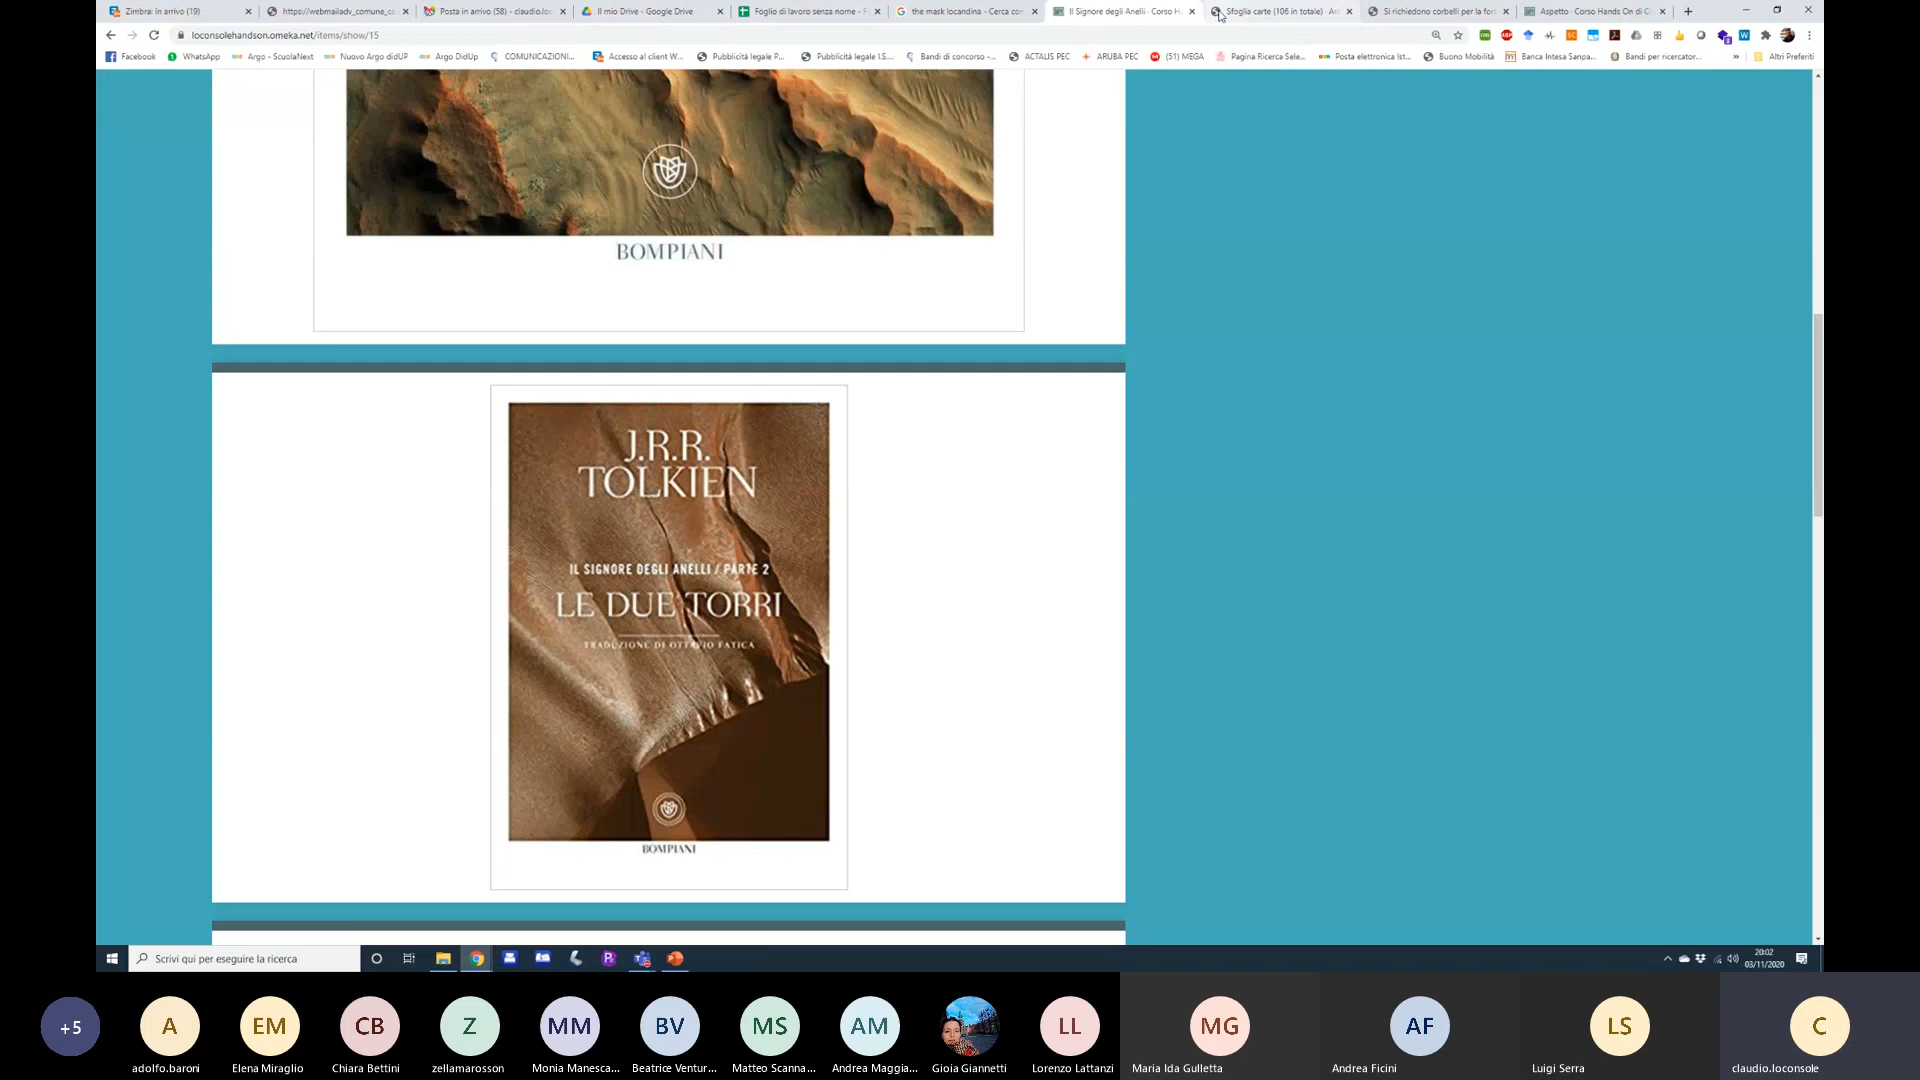 Zimbra: In arrivo (19)
https://webmailadv_comune_ca
Posta in arrivo (58) - claudio.lo
Il mio Drive - Google Drive
Foglio di lavoro senza nome - F
the mask locandina - Cerca con
Il Signore degli Anelli · Corso H
Sfoglia carte (106 in totale) · An
Si richiedono corbelli per la for
Aspetto · Corso Hands On di C
loconsolehandson.omeka.net/items/show/15
Facebook
WhatsApp
Argo - ScuolaNext
Nuovo Argo didUP
Argo DidUp
COMUNICAZIONI...
Accesso al client W...
Pubblicità legale P...
Pubblicità legale I.S....
Bandi di concorso –...
ACTALIS PEC
ARUBA PEC
(51) MEGA
Pagina Ricerca Sele...
Posta elettronica Ist...
Buono Mobilità
Banca Intesa Sanpa...
Bandi per ricercator...
»
Altri Preferiti
BOMPIANI
J.R.R.
TOLKIEN
IL SIGNORE DEGLI ANELLI / PARTE 2
LE DUE TORRI
TRADUZIONE DI OTTAVIO FATICA
BOMPIANI
Scrivi qui per eseguire la ricerca
20:02
03/11/2020
+5
A
EM
CB
Z
MM
BV
MS
AM
LL
MG
AF
LS
C
adolfo.baroni
Elena Miraglio
Chiara Bettini
zellamarosson
Monia Manesca...
Beatrice Ventur...
Matteo Scanna...
Andrea Maggia...
Gioia Giannetti
Lorenzo Lattanzi
Maria Ida Gulletta
Andrea Ficini
Luigi Serra
claudio.loconsole